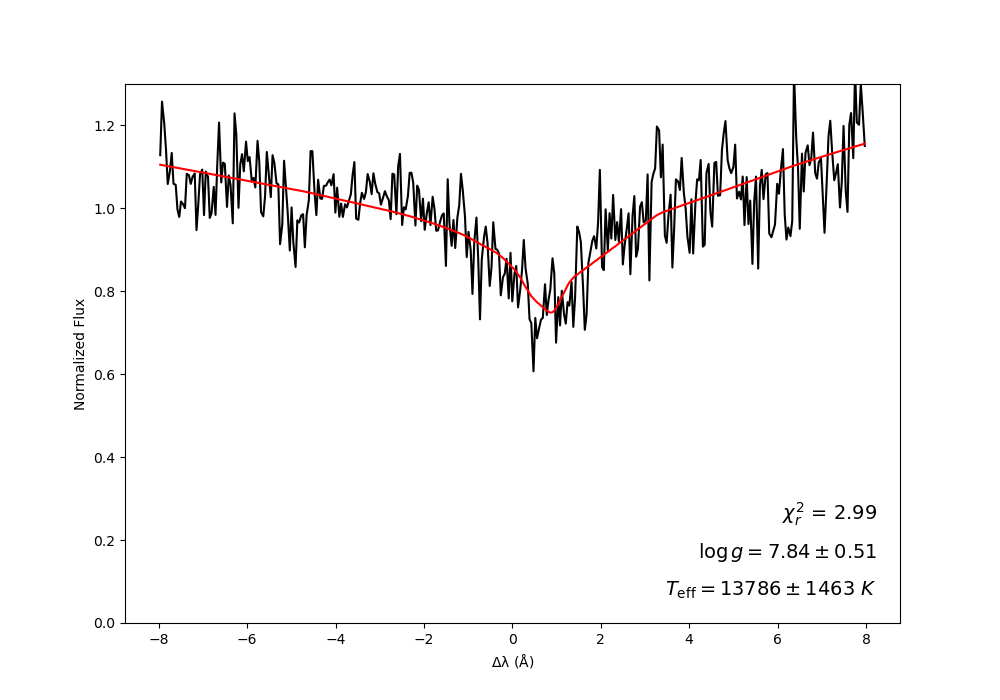 1.2
1.0
0.8
0.6
0.4
0.2
0.0
Normalized Flux
χ²ᵣ = 2.99
log g = 7.84 ± 0.51
T_eff = 13786 ± 1463 K
−8 −6 −4 −2 0 2 4 6 8
Δλ (Å)